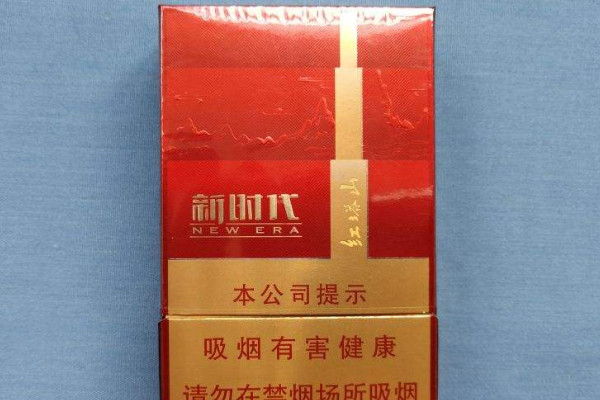 新时代
NEW ERA
红塔山
本公司提示
吸烟有害健康
请勿在禁烟场所吸烟